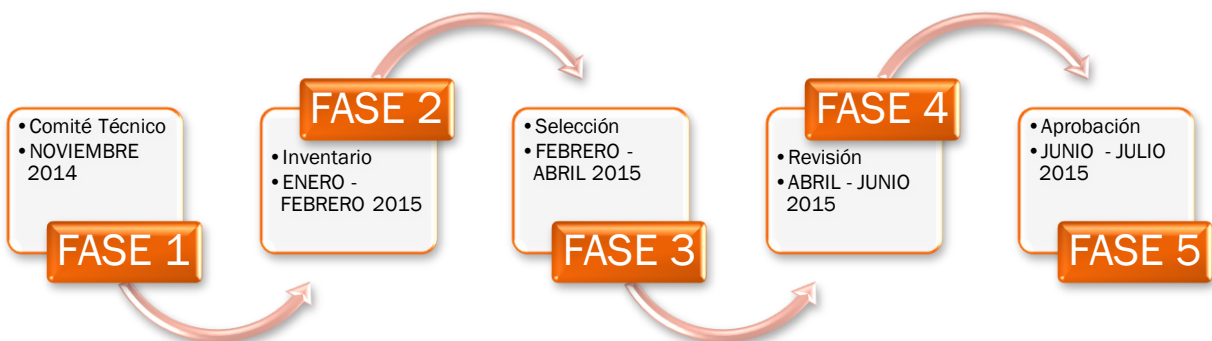 • Comité Técnico
• NOVIEMBRE
2014
FASE 1
FASE 2
• Inventario
• ENERO -
FEBRERO 2015
• Selección
• FEBRERO -
ABRIL 2015
FASE 3
FASE 4
• Revisión
• ABRIL - JUNIO
2015
• Aprobación
• JUNIO - JULIO
2015
FASE 5